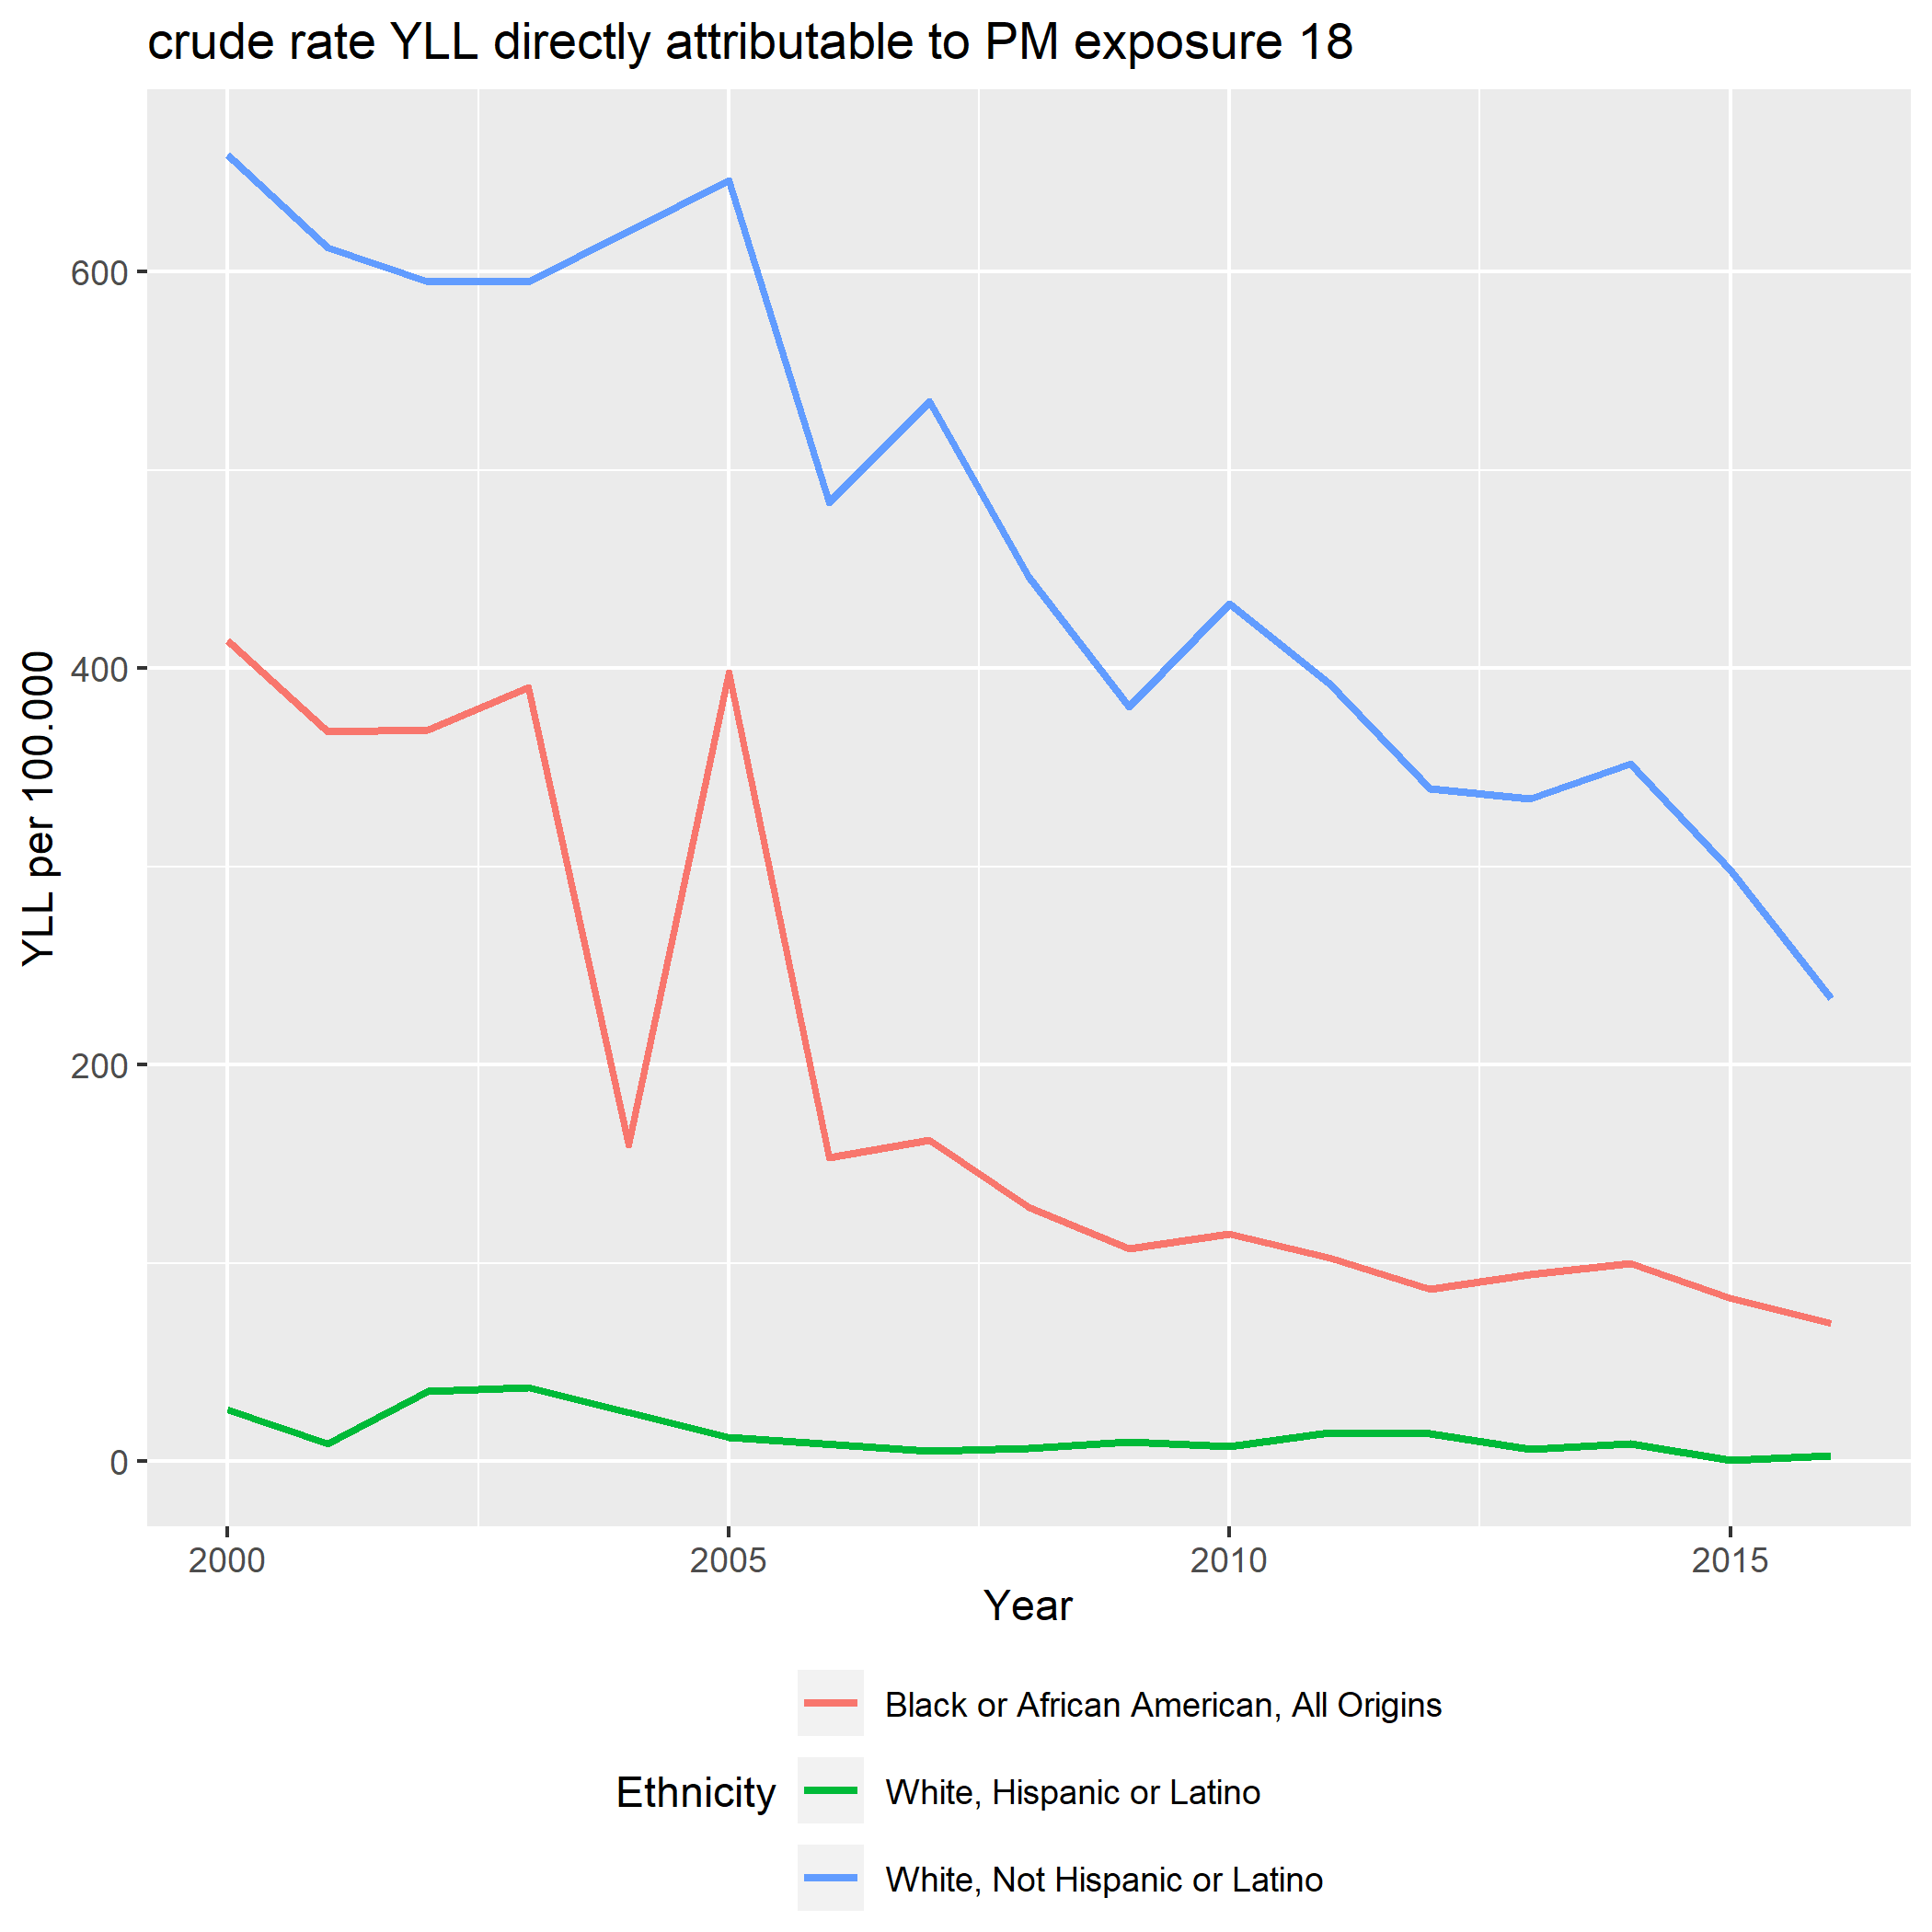 crude rate YLL directly attributable to PM exposure 18
YLL per 100.000
600
400
200
0
2000 2005 2010 2015
Year
Ethnicity
Black or African American, All Origins
White, Hispanic or Latino
White, Not Hispanic or Latino